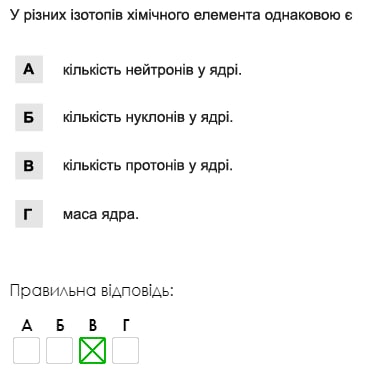 У різних ізотопів хімічного елемента однаковою є
А кількість нейтронів у ядрі.
Б кількість нуклонів у ядрі.
В кількість протонів у ядрі.
Г маса ядра.
Правильна відповідь:
А Б В Г